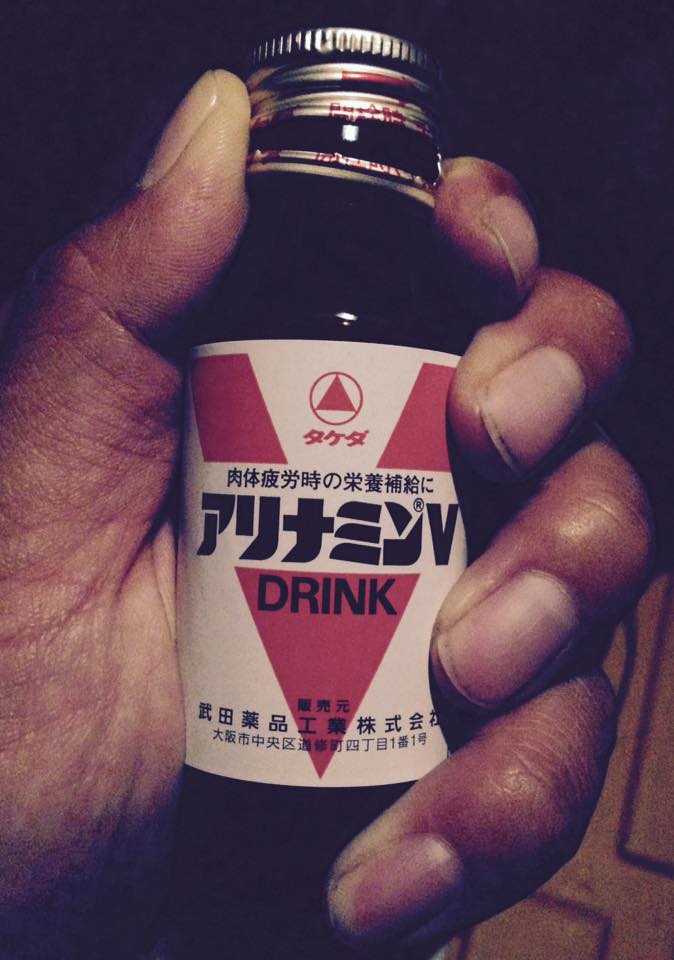 タケダ
肉体疲労時の栄養補給に
アリナミン®V
DRINK
販売元
武田薬品工業株式会社
大阪市中央区道修町四丁目1番1号